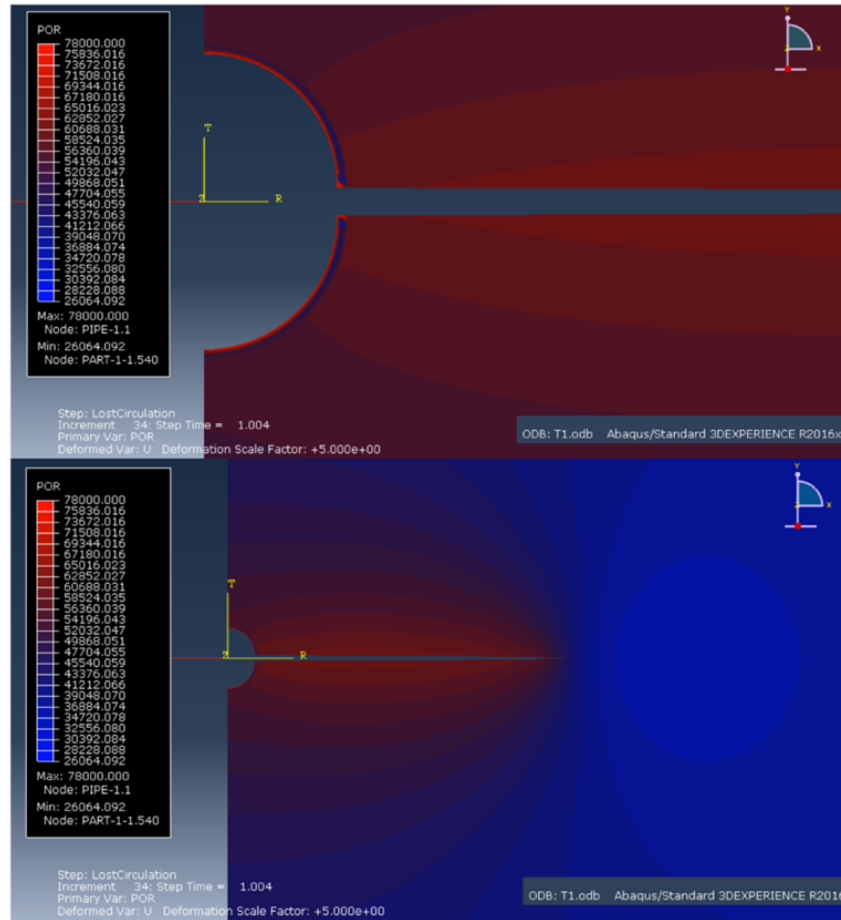 POR
78000.000
75836.016
73672.016
71508.016
69344.016
67180.016
65016.023
62852.027
60688.031
58524.035
56360.039
54196.043
52032.047
49868.051
47704.055
45540.059
43376.063
41212.066
39048.070
36884.074
34720.078
32556.080
30392.084
28228.088
26064.092
Max: 78000.000
Node: PIPE-1.1
Min: 26064.092
Node: PART-1-1.540
Y
X
T
R
Step: LostCirculation
Increment 34: Step Time = 1.004
Primary Var: POR
Deformed Var: U Deformation Scale Factor: +5.000e+00
ODB: T1.odb Abaqus/Standard 3DEXPERIENCE R2016x
POR
78000.000
75836.016
73672.016
71508.016
69344.016
67180.016
65016.023
62852.027
60688.031
58524.035
56360.039
54196.043
52032.047
49868.051
47704.055
45540.059
43376.063
41212.066
39048.070
36884.074
34720.078
32556.080
30392.084
28228.088
26064.092
Max: 78000.000
Node: PIPE-1.1
Min: 26064.092
Node: PART-1-1.540
Y
X
T
R
Step: LostCirculation
Increment 34: Step Time = 1.004
Primary Var: POR
Deformed Var: U Deformation Scale Factor: +5.000e+00
ODB: T1.odb Abaqus/Standard 3DEXPERIENCE R2016